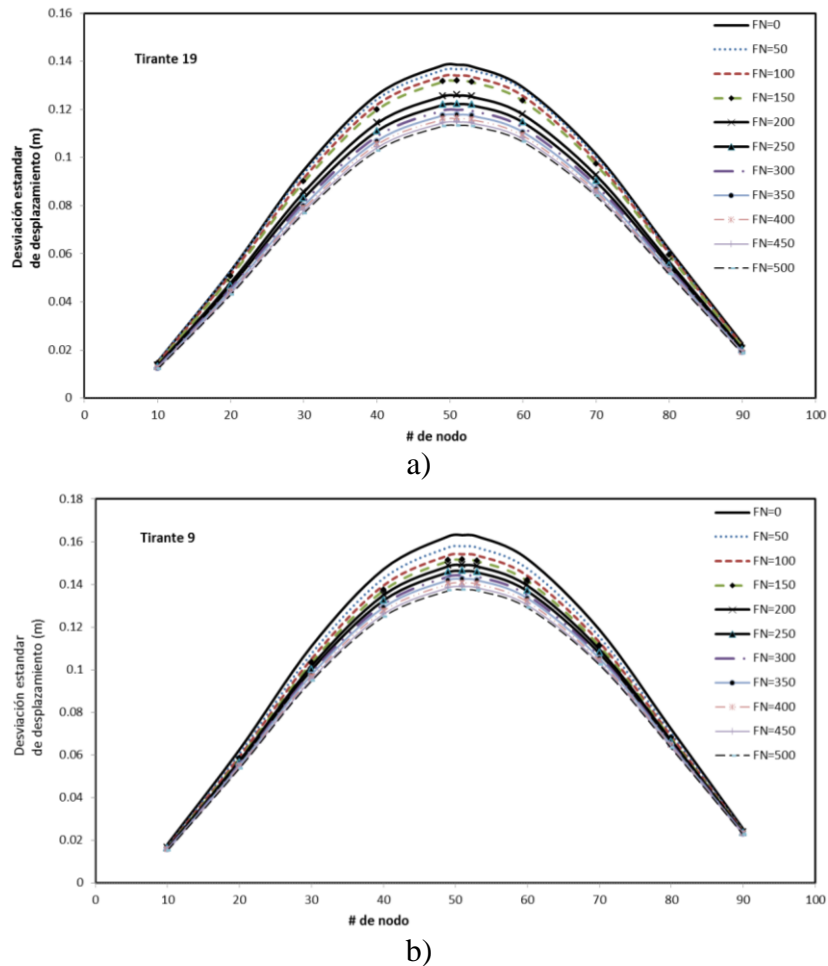 0.16
0.14
0.12
0.1
0.08
0.06
0.04
0.02
0
Desviación estandar
de desplazamiento (m)
Tirante 19
FN=0
FN=50
FN=100
FN=150
FN=200
FN=250
FN=300
FN=350
FN=400
FN=450
FN=500
0 10 20 30 40 50 60 70 80 90 100
# de nodo
a)
0.18
0.16
0.14
0.12
0.1
0.08
0.06
0.04
0.02
0
Desviación estandar
de desplazamiento (m)
Tirante 9
FN=0
FN=50
FN=100
FN=150
FN=200
FN=250
FN=300
FN=350
FN=400
FN=450
FN=500
0 10 20 30 40 50 60 70 80 90 100
# de nodo
b)